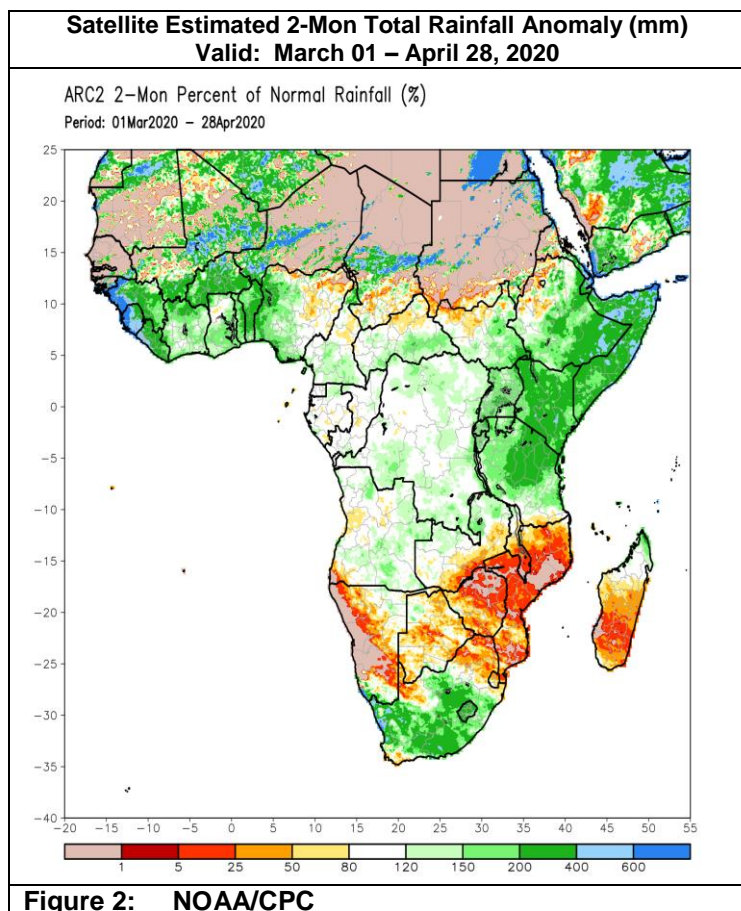 Satellite Estimated 2-Mon Total Rainfall Anomaly (mm)
Valid: March 01 – April 28, 2020
ARC2 2-Mon Percent of Normal Rainfall (%)
Period: 01Mar2020 – 28Apr2020
25
20
15
10
5
0
-5
-10
-15
-20
-25
-30
-35
-40
-20 -15 -10 -5 0 5 10 15 20 25 30 35 40 45 50 55
1 5 25 50 80 120 150 200 400 600
Figure 2: NOAA/CPC